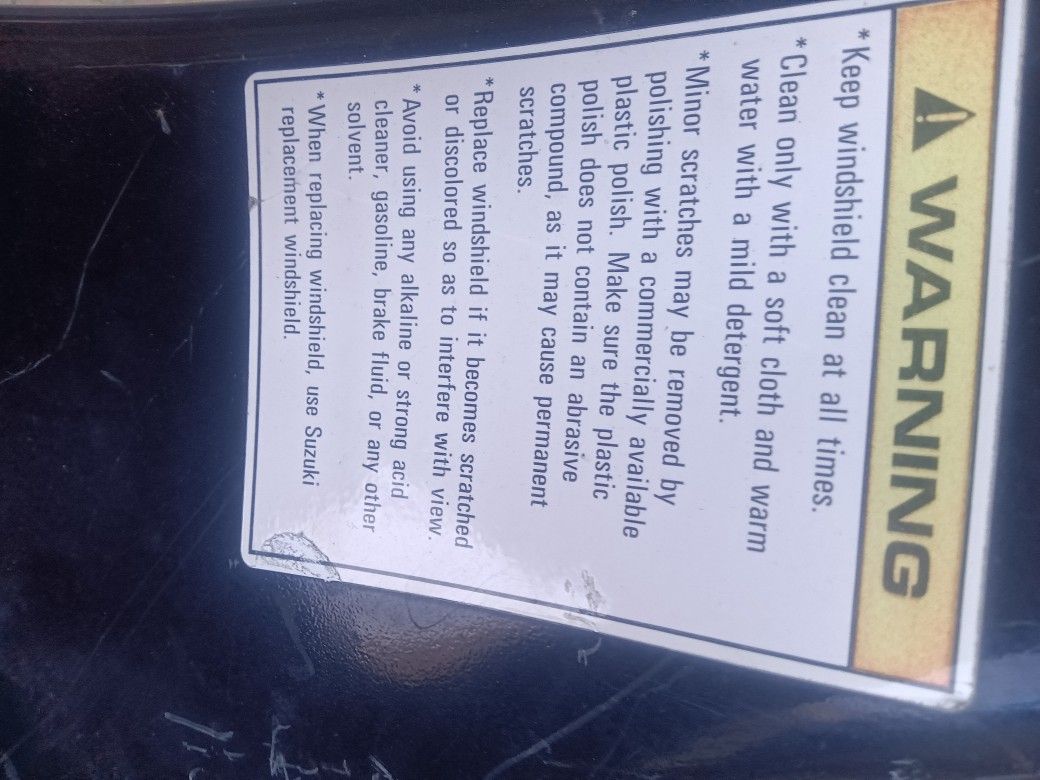 WARNING
*Keep windshield clean at all times.
*Clean only with a soft cloth and warm
water with a mild detergent.
*Minor scratches may be removed by
polishing with a commercially available
plastic polish. Make sure the plastic
polish does not contain an abrasive
compound, as it may cause permanent
scratches.
*Replace windshield if it becomes scratched
or discolored so as to interfere with view.
*Avoid using any alkaline or strong acid
cleaner, gasoline, brake fluid, or any other
solvent.
*When replacing windshield, use Suzuki
replacement windshield.